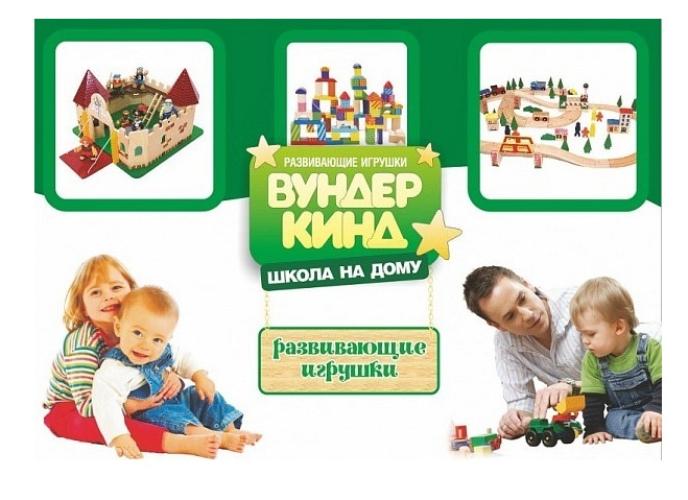 РАЗВИВАЮЩИЕ ИГРУШКИ
ВУНДЕР
КИНД
ШКОЛА НА ДОМУ
развивающие
игрушки